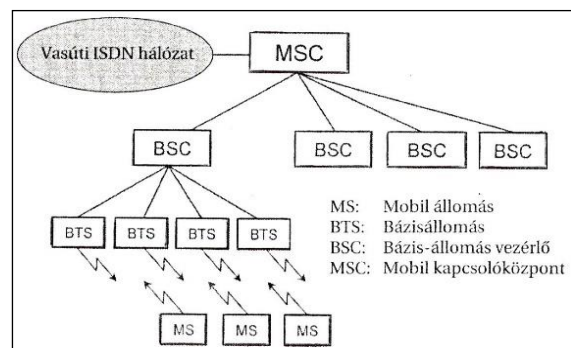 Vasúti ISDN hálózat
MSC
BSC
BSC
BSC
BSC
BTS
BTS
BTS
BTS
MS
MS
MS
MS: Mobil állomás
BTS: Bázisállomás
BSC: Bázis-állomás vezérlő
MSC: Mobil kapcsolóközpont